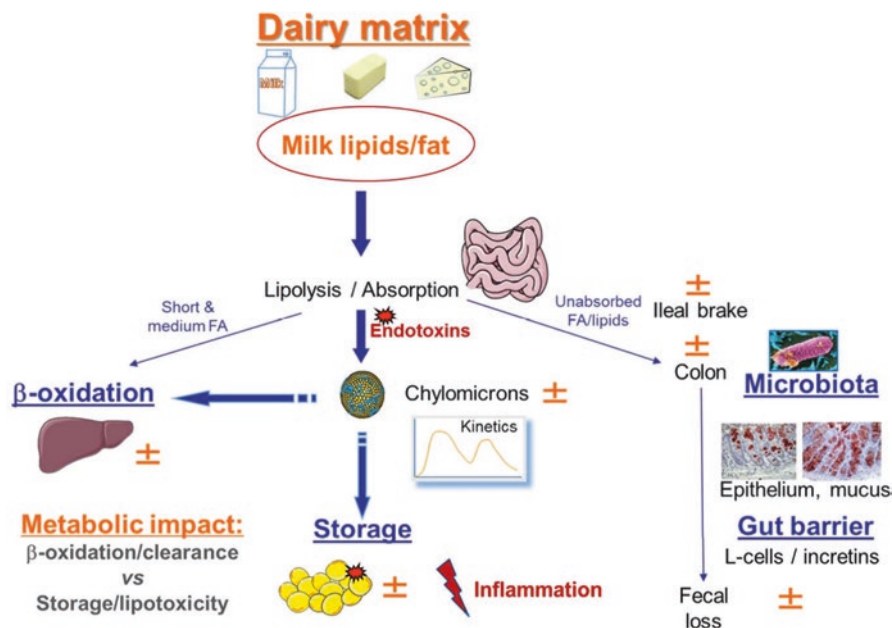 Dairy matrix
Milk
Milk lipids/fat
Lipolysis / Absorption
Short &
medium FA
Endotoxins
Unabsorbed
FA/lipids
±
Ileal brake
±
Colon
Microbiota
β-oxidation
±
Chylomicrons ±
Kinetics
Epithelium, mucus
Gut barrier
L-cells / incretins
Metabolic impact:
β-oxidation/clearance
vs
Storage/lipotoxicity
Storage
±
Inflammation
Fecal
loss
±